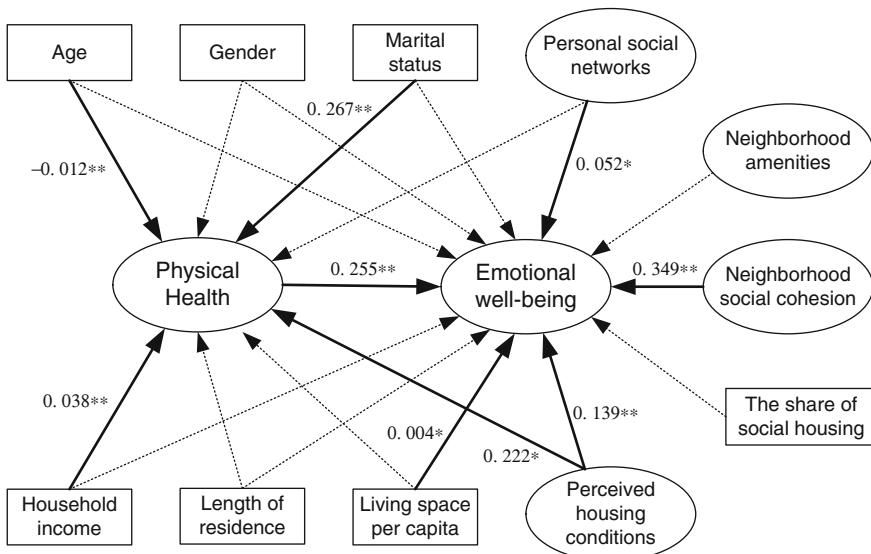 Age
Gender
Marital
status
Personal social
networks
0. 267**
−0. 012**
0. 052*
Neighborhood
amenities
Physical
Health
0. 255**
Emotional
well-being
0. 349**
Neighborhood
social cohesion
0. 038**
0. 004*
0. 222*
0. 139**
The share of
social housing
Household
income
Length of
residence
Living space
per capita
Perceived
housing
conditions